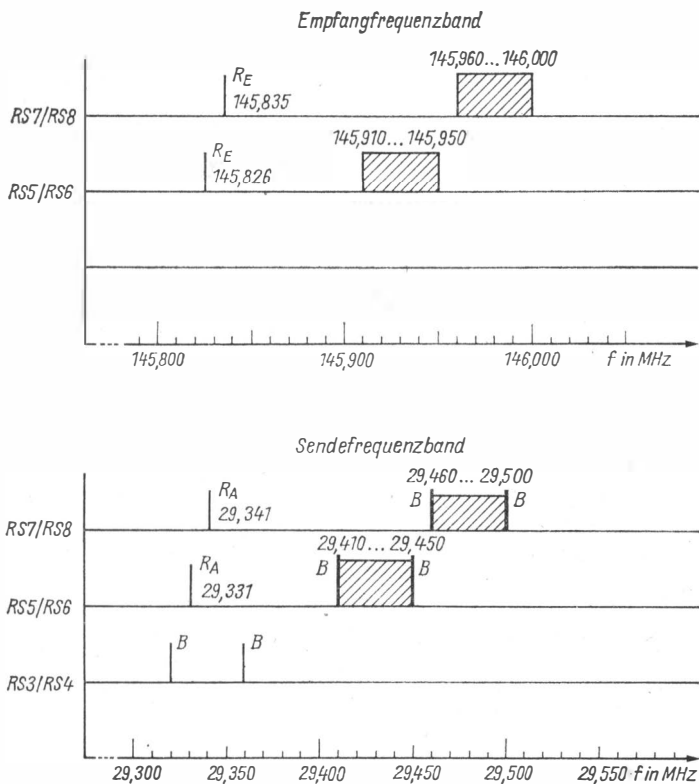 Empfangfrequenzband
145,960...146,000
R_E
145,835
RS7/RS8
145,910...145,950
R_E
145,826
RS5/RS6
145,800 145,900 146,000 f in MHz
Sendefrequenzband
29,460...29,500
R_A
29,341
B B
RS7/RS8
29,410...29,450
R_A
29,331
B B
RS5/RS6
B B
RS3/RS4
29,300 29,350 29,400 29,450 29,500 29,550 f in MHz